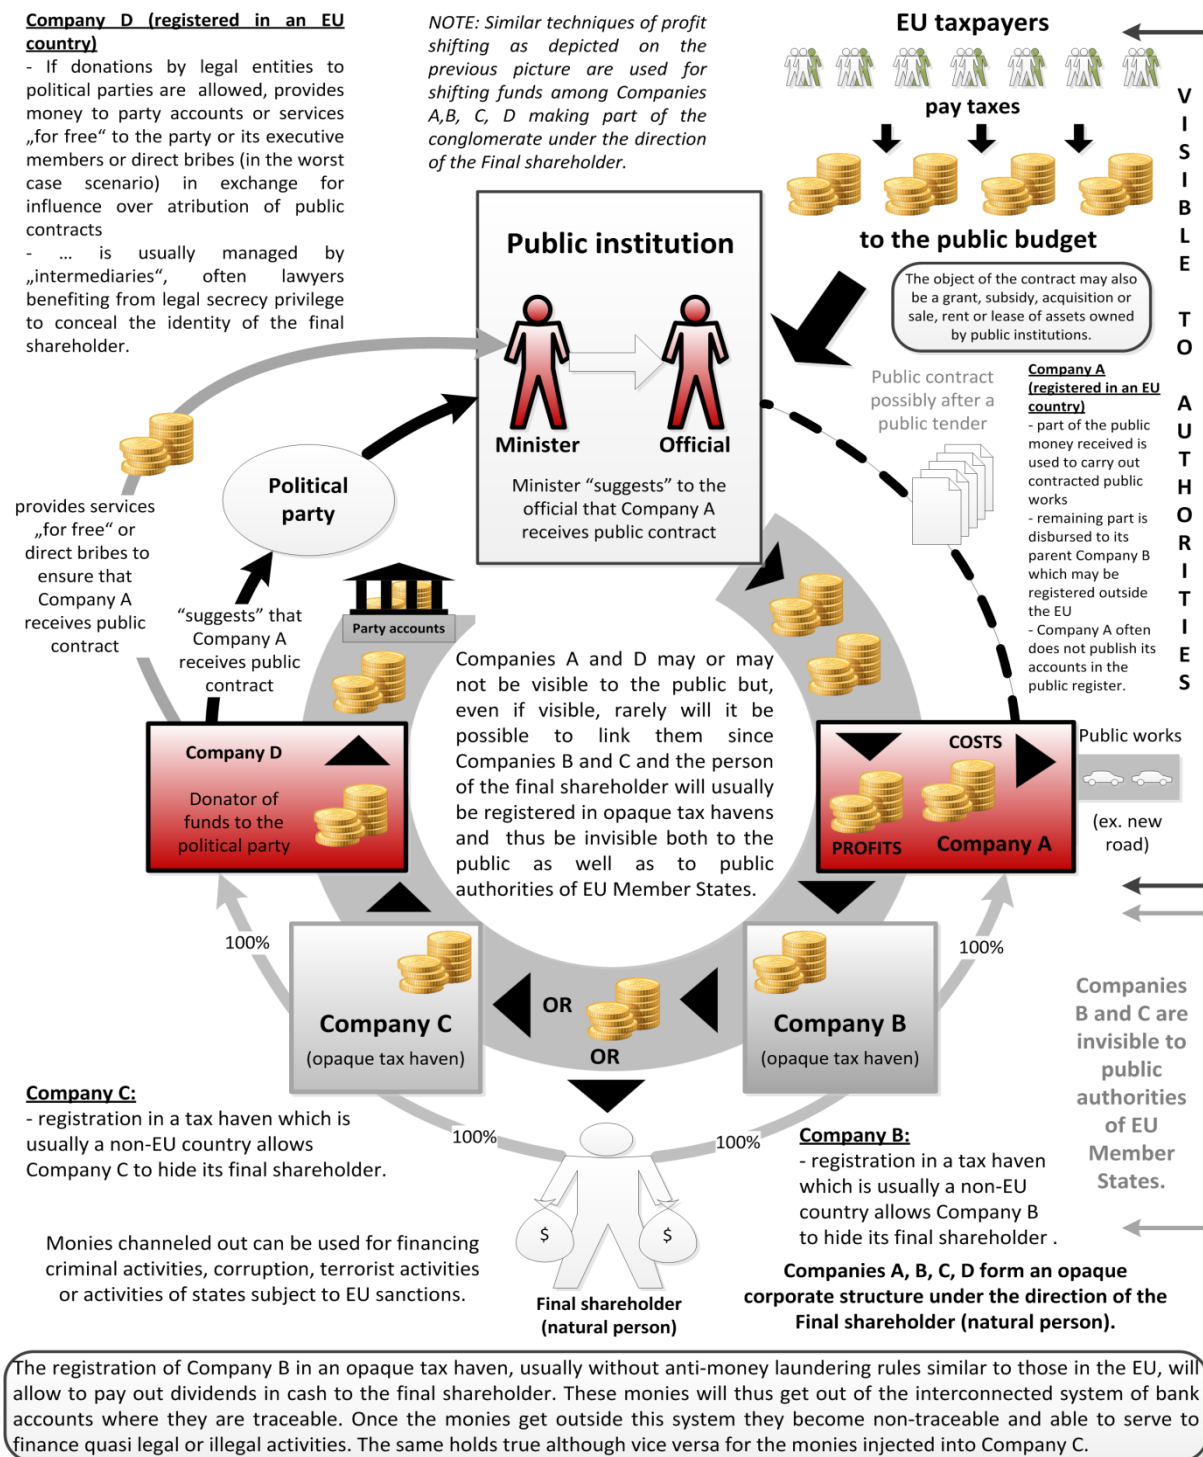 Company D (registered in an EU
country)
- If donations by legal entities to
political parties are allowed, provides
money to party accounts or services
„for free“ to the party or its executive
members or direct bribes (in the worst
case scenario) in exchange for
influence over atribution of public
contracts
- ... is usually managed by
„intermediaries“, often lawyers
benefiting from legal secrecy privilege
to conceal the identity of the final
shareholder.
NOTE: Similar techniques of profit
shifting as depicted on the
previous picture are used for
shifting funds among Companies
A,B, C, D making part of the
conglomerate under the direction
of the Final shareholder.
EU taxpayers
pay taxes
to the public budget
The object of the contract may also
be a grant, subsidy, acquisition or
sale, rent or lease of assets owned
by public institutions.
VISIBLE TO AUTHORITIES
Public institution
Minister
Official
Minister “suggests” to the
official that Company A
receives public contract
Public contract
possibly after a
public tender
Company A
(registered in an EU
country)
- part of the public
money received is
used to carry out
contracted public
works
- remaining part is
disbursed to its
parent Company B
which may be
registered outside
the EU
- Company A often
does not publish its
accounts in the
public register.
Political
party
provides services
„for free“ or
direct bribes to
ensure that
Company A
receives public
contract
“suggests” that
Company A
receives public
contract
Party accounts
Companies A and D may or may
not be visible to the public but,
even if visible, rarely will it be
possible to link them since
Companies B and C and the person
of the final shareholder will usually
be registered in opaque tax havens
and thus be invisible both to the
public as well as to public
authorities of EU Member States.
Company D
Donator of
funds to the
political party
COSTS
PROFITS
Company A
Public works
(ex. new
road)
100%
100%
Company C
(opaque tax haven)
OR
OR
Company B
(opaque tax haven)
Companies
B and C are
invisible to
public
authorities
of EU
Member
States.
Company C:
- registration in a tax haven which is
usually a non-EU country allows
Company C to hide its final shareholder.
100%
100%
Company B:
- registration in a tax haven
which is usually a non-EU
country allows Company B
to hide its final shareholder .
$
$
Monies channeled out can be used for financing
criminal activities, corruption, terrorist activities
or activities of states subject to EU sanctions.
Final shareholder
(natural person)
Companies A, B, C, D form an opaque
corporate structure under the direction of the
Final shareholder (natural person).
The registration of Company B in an opaque tax haven, usually without anti-money laundering rules similar to those in the EU, will
allow to pay out dividends in cash to the final shareholder. These monies will thus get out of the interconnected system of bank
accounts where they are traceable. Once the monies get outside this system they become non-traceable and able to serve to
finance quasi legal or illegal activities. The same holds true although vice versa for the monies injected into Company C.